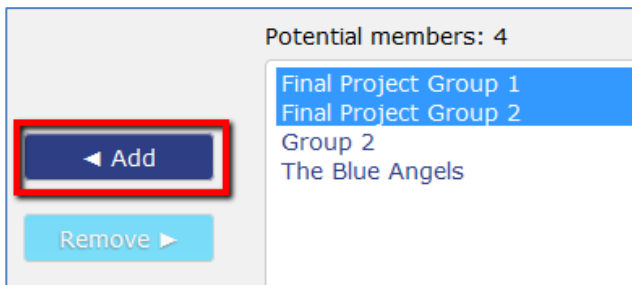 Potential members: 4
Final Project Group 1
Final Project Group 2
Group 2
The Blue Angels
◄ Add
Remove ►